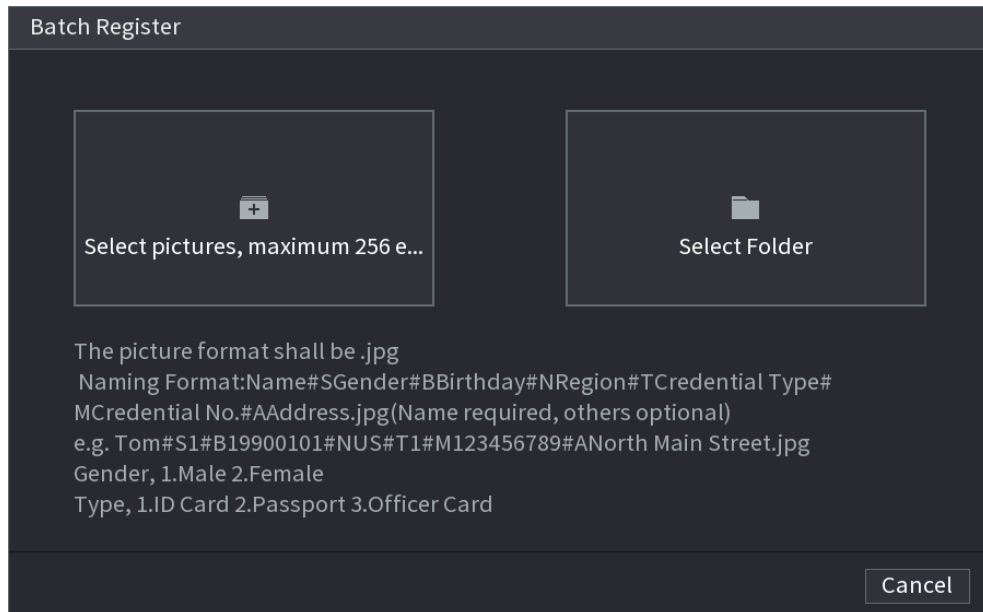 Batch Register
Select pictures, maximum 256 e...
Select Folder
The picture format shall be .jpg
Naming Format:Name#SGender#BBirthday#NRegion#TCredential Type#
MCredential No.#AAddress.jpg(Name required, others optional)
e.g. Tom#S1#B19900101#NUS#T1#M123456789#ANorth Main Street.jpg
Gender, 1.Male 2.Female
Type, 1.ID Card 2.Passport 3.Officer Card
Cancel